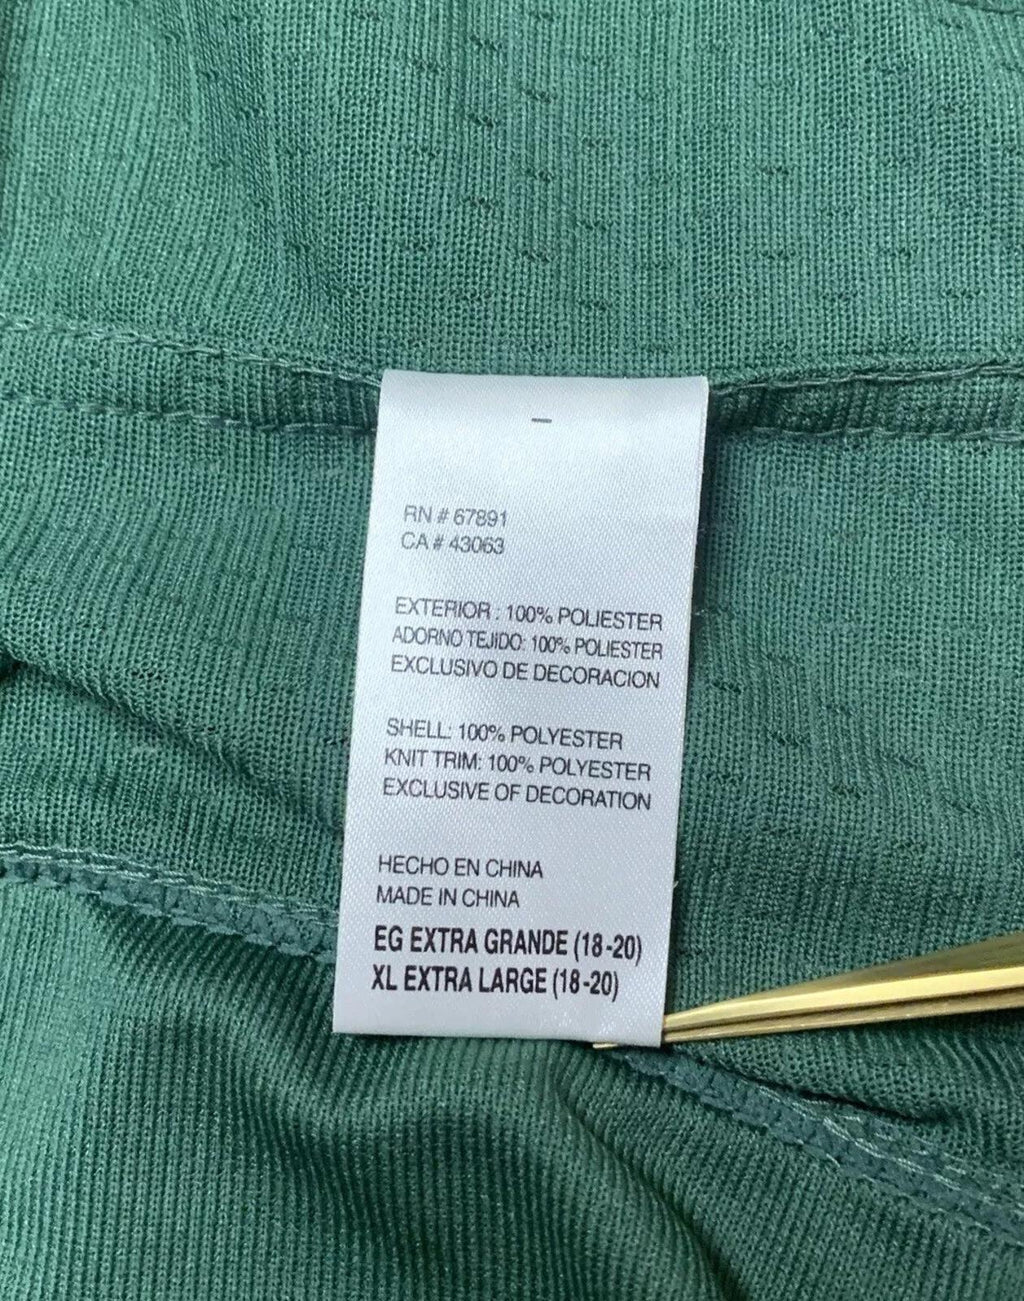 RN # 67891
CA # 43063
EXTERIOR : 100% POLIESTER
ADORNO TEJIDO: 100% POLIESTER
EXCLUSIVO DE DECORACION
SHELL: 100% POLYESTER
KNIT TRIM: 100% POLYESTER
EXCLUSIVE OF DECORATION
HECHO EN CHINA
MADE IN CHINA
EG EXTRA GRANDE (18-20)
XL EXTRA LARGE (18-20)